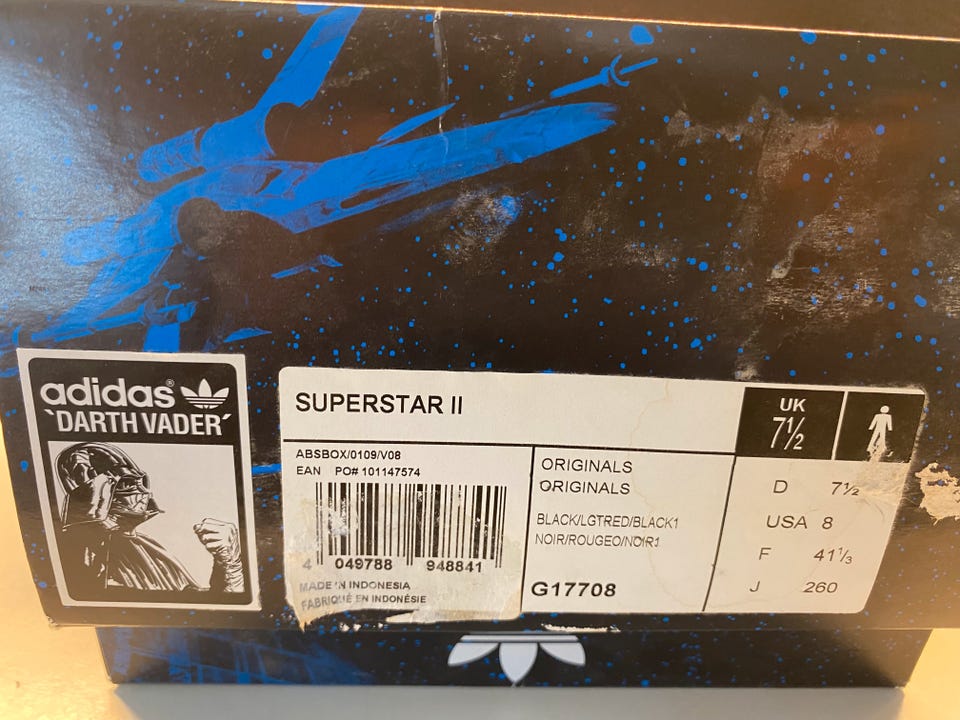 adidas®
'DARTH VADER'
SUPERSTAR II
UK
7½
ABSBOX/0109/V08
EAN PO# 101147574
4 049788 948841
MADE IN INDONESIA
FABRIQUÉ EN INDONÉSIE
ORIGINALS
ORIGINALS
BLACK/LGTRED/BLACK1
NOIR/ROUGEO/NOIR1
G17708
D 7½
USA 8
F 41⅓
J 260